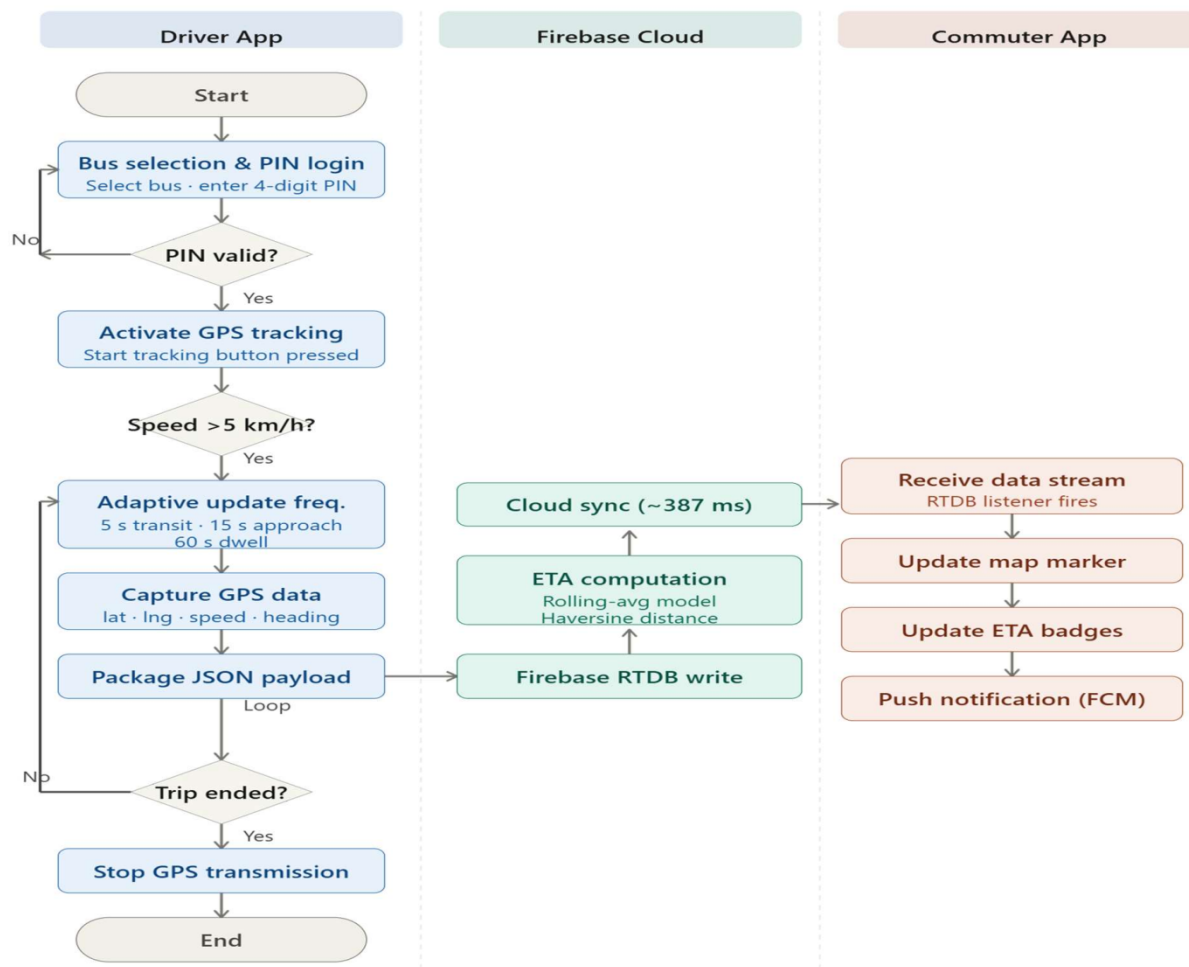 Driver App
Firebase Cloud
Commuter App
Start
Bus selection & PIN login
Select bus · enter 4-digit PIN
No
PIN valid?
Yes
Activate GPS tracking
Start tracking button pressed
Speed >5 km/h?
Yes
Adaptive update freq.
5 s transit · 15 s approach
60 s dwell
Capture GPS data
lat · lng · speed · heading
Package JSON payload
Loop
No
Trip ended?
Yes
Stop GPS transmission
End
Cloud sync (~387 ms)
ETA computation
Rolling-avg model
Haversine distance
Firebase RTDB write
Receive data stream
RTDB listener fires
Update map marker
Update ETA badges
Push notification (FCM)